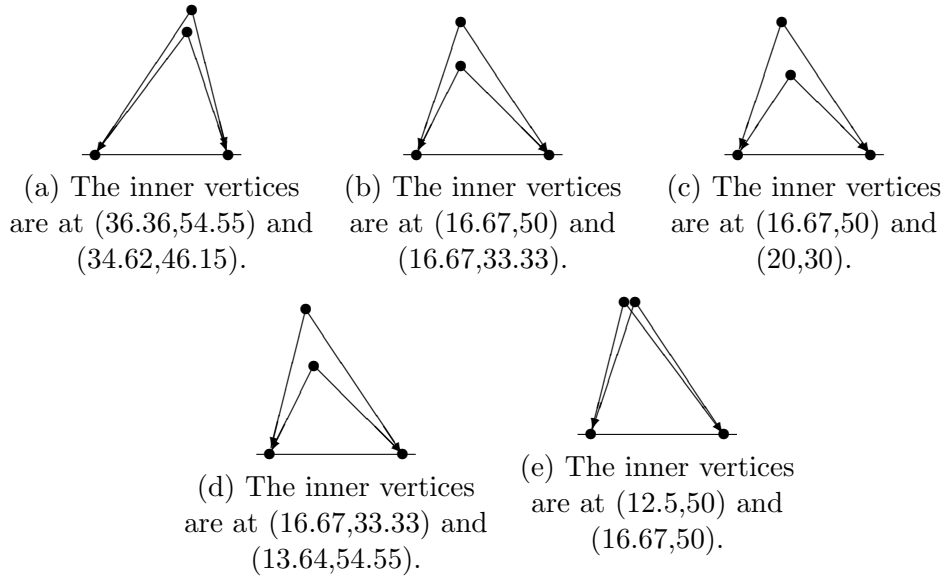 (a) The inner vertices
are at (36.36,54.55) and
(34.62,46.15).
(b) The inner vertices
are at (16.67,50) and
(16.67,33.33).
(c) The inner vertices
are at (16.67,50) and
(20,30).
(d) The inner vertices
are at (16.67,33.33) and
(13.64,54.55).
(e) The inner vertices
are at (12.5,50) and
(16.67,50).